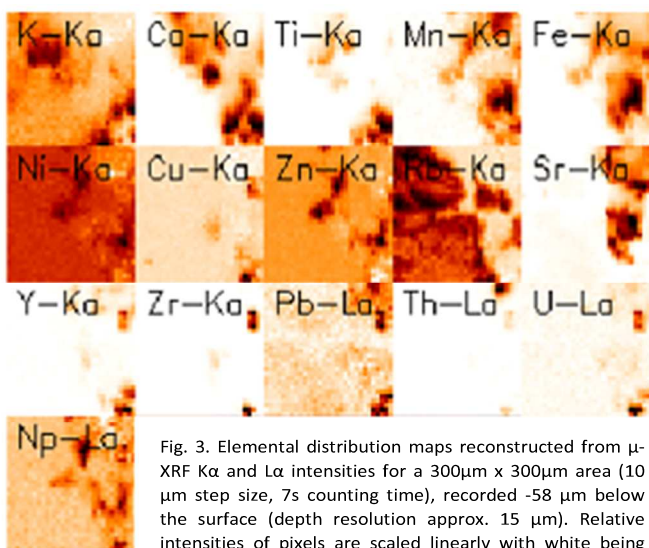 K-Ka Ca-Ka Ti-Ka Mn-Ka Fe-Ka
Ni-Ka Cu-Ka Zn-Ka Rb-Ka Sr-Ka
Y-Ka Zr-Ka Pb-La Th-La U-La
Np-La
Fig. 3. Elemental distribution maps reconstructed from μ-
XRF Kα and Lα intensities for a 300μm x 300μm area (10
μm step size, 7s counting time), recorded -58 μm below
the surface (depth resolution approx. 15 μm). Relative
intensities of pixels are scaled linearly with white being